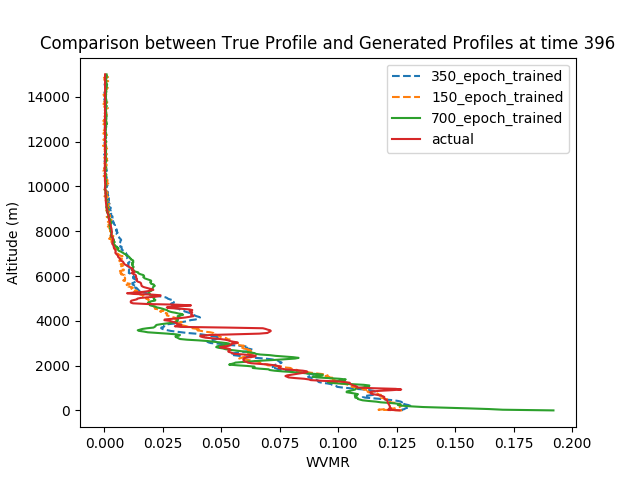 Comparison between True Profile and Generated Profiles at time 396
350_epoch_trained
150_epoch_trained
700_epoch_trained
actual
Altitude (m)
14000
12000
10000
8000
6000
4000
2000
0
0.000 0.025 0.050 0.075 0.100 0.125 0.150 0.175 0.200
WVMR